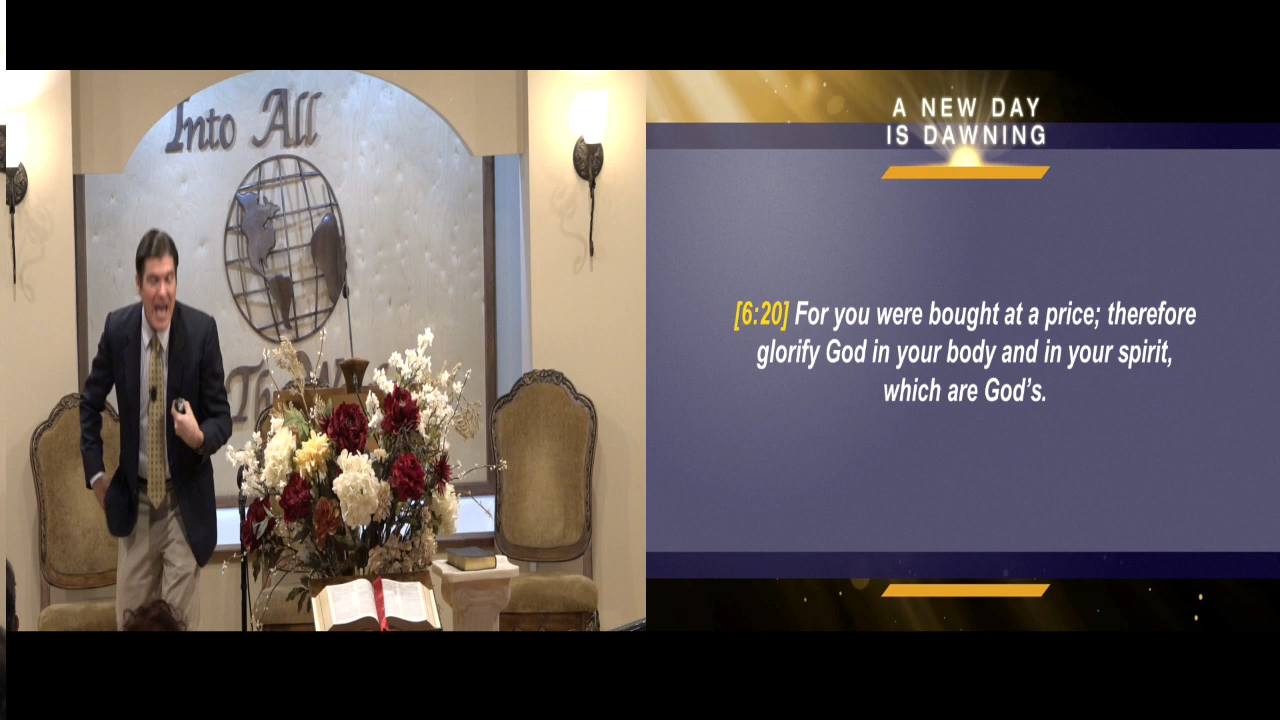 Into All
The
A NEW DAY
IS DAWNING
[6:20] For you were bought at a price; therefore
glorify God in your body and in your spirit,
which are God's.